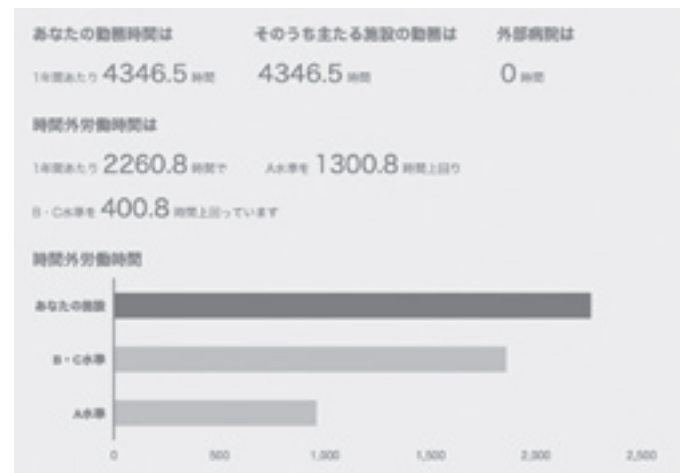 あなたの勤務時間は そのうち主たる施設の勤務は 外部病院は
1年間あたり 4346.5 時間 4346.5 時間 0 時間
時間外労働時間は
1年間あたり 2260.8 時間で A水準を 1300.8 時間上回り
B・C水準を 400.8 時間上回っています
時間外労働時間
あなたの施設
B・C水準
A水準
0 500 1,000 1,500 2,000 2,500